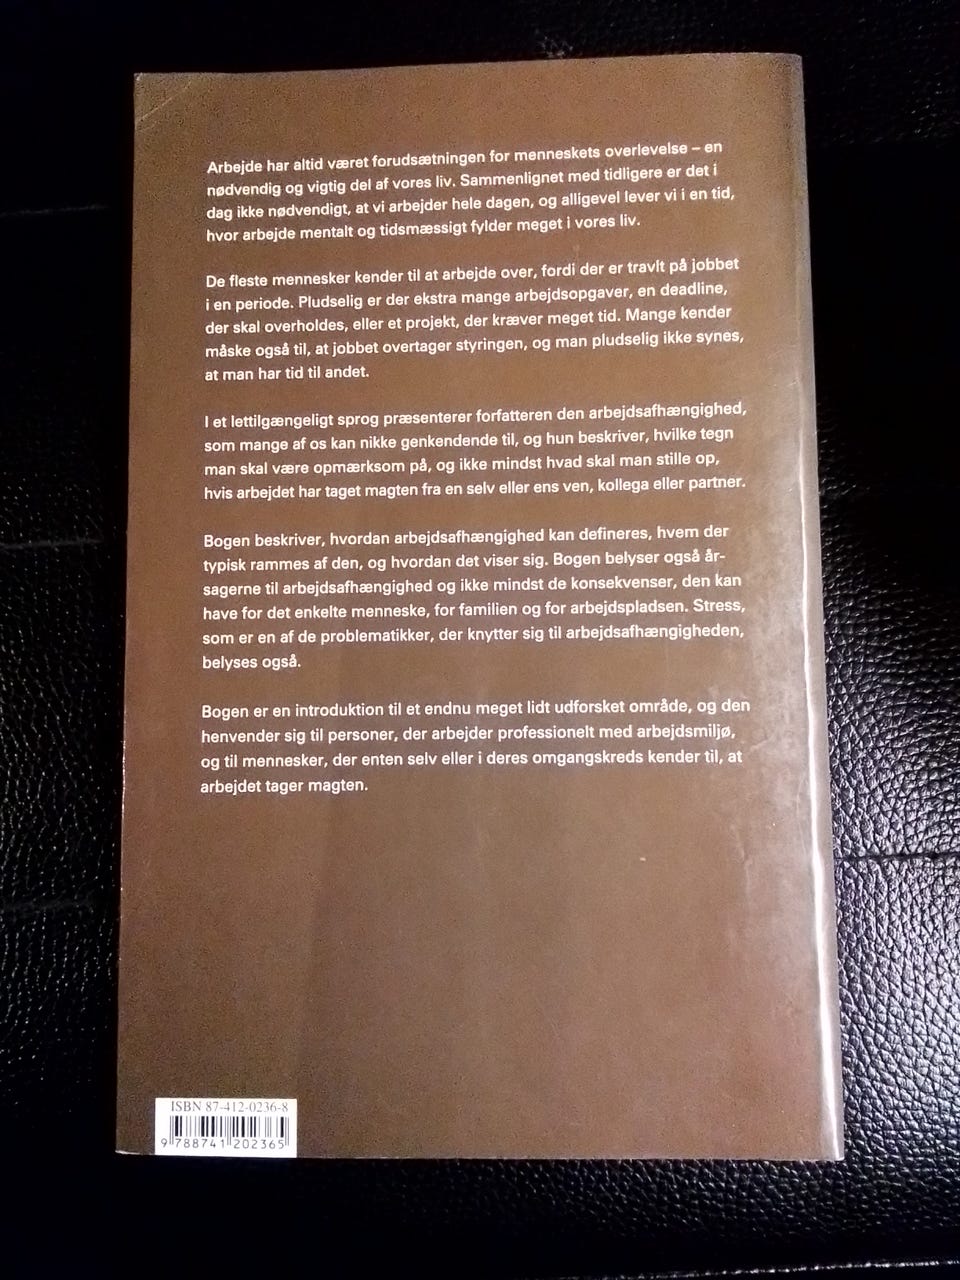 Arbejde har altid været forudsætningen for menneskets overlevelse – en
nødvendig og vigtig del af vores liv. Sammenlignet med tidligere er det i
dag ikke nødvendigt, at vi arbejder hele dagen, og alligevel lever vi i en tid,
hvor arbejde mentalt og tidsmæssigt fylder meget i vores liv.
De fleste mennesker kender til at arbejde over, fordi der er travlt på jobbet
i en periode. Pludselig er der ekstra mange arbejdsopgaver, en deadline,
der skal overholdes, eller et projekt, der kræver meget tid. Mange kender
måske også til, at jobbet overtager styringen, og man pludselig ikke synes,
at man har tid til andet.
I et lettilgængeligt sprog præsenterer forfatteren den arbejdsafhængighed,
som mange af os kan nikke genkendende til, og hun beskriver, hvilke tegn
man skal være opmærksom på, og ikke mindst hvad skal man stille op,
hvis arbejdet har taget magten fra en selv eller ens ven, kollega eller partner.
Bogen beskriver, hvordan arbejdsafhængighed kan defineres, hvem der
typisk rammes af den, og hvordan det viser sig. Bogen belyser også år-
sagerne til arbejdsafhængighed og ikke mindst de konsekvenser, den kan
have for det enkelte menneske, for familien og for arbejdspladsen. Stress,
som er en af de problematikker, der knytter sig til arbejdsafhængigheden,
belyses også.
Bogen er en introduktion til et endnu meget lidt udforsket område, og den
henvender sig til personer, der arbejder professionelt med arbejdsmiljø,
og til mennesker, der enten selv eller i deres omgangskreds kender til, at
arbejdet tager magten.
ISBN 87-412-0236-8
9 788741 202365